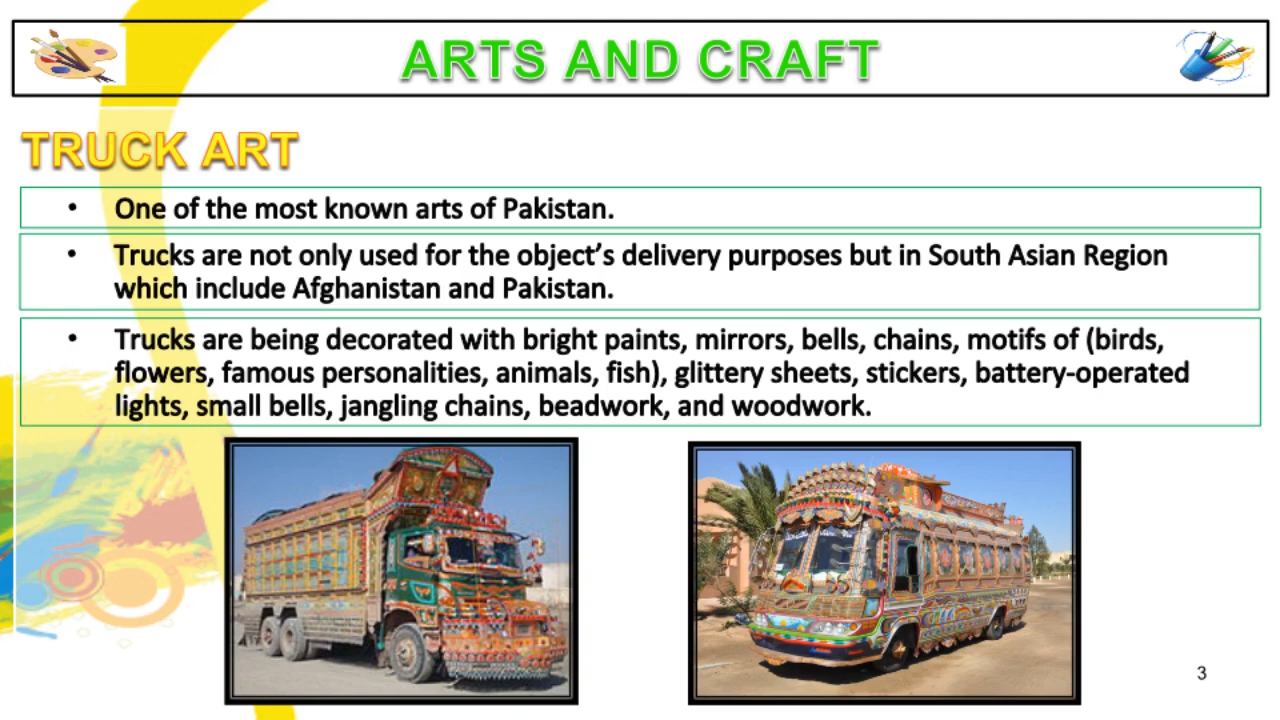 ARTS AND CRAFT
TRUCK ART
• One of the most known arts of Pakistan.
• Trucks are not only used for the object’s delivery purposes but in South Asian Region
which include Afghanistan and Pakistan.
• Trucks are being decorated with bright paints, mirrors, bells, chains, motifs of (birds,
flowers, famous personalities, animals, fish), glittery sheets, stickers, battery-operated
lights, small bells, jangling chains, beadwork, and woodwork.
3